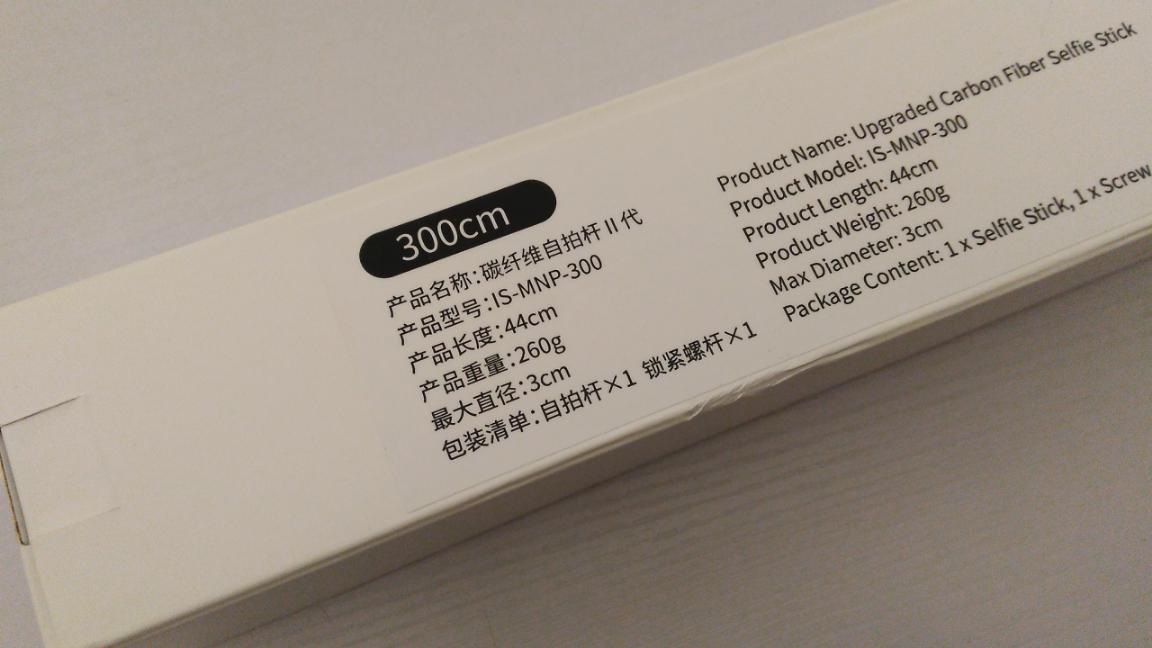 300cm
产品名称：碳纤维自拍杆 II 代
产品型号：IS-MNP-300
产品长度：44cm
产品重量：260g
最大直径：3cm
包装清单：自拍杆×1 锁紧螺杆×1
Product Name: Upgraded Carbon Fiber Selfie Stick
Product Model: IS-MNP-300
Product Length: 44cm
Product Weight: 260g
Max Diameter: 3cm
Package Content: 1 x Selfie Stick, 1 x Screw